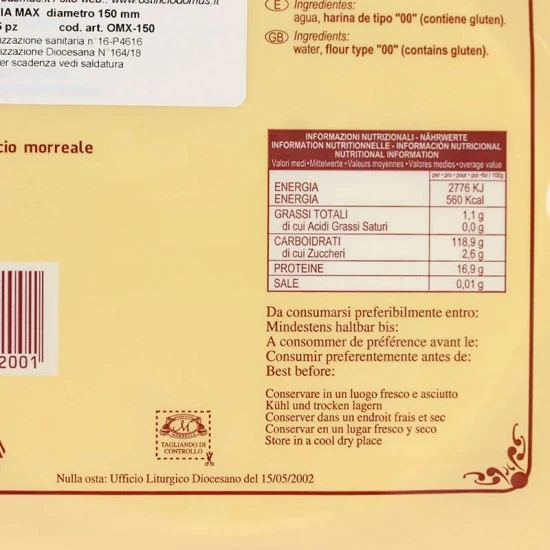 IA MAX diametro 150 mm
5 pz cod. art. OMX-150
izzazione sanitaria n°16-P4616
izzazione Diocesana N°164/18
er scadenza vedi saldatura
E Ingredientes:
agua, harina de tipo "00" (contiene gluten).
GB Ingredients:
water, flour type "00" (contains gluten).
cio morreale
INFORMAZIONI NUTRIZIONALI - NÄHRWERTE
INFORMATION NUTRITIONNELLE - INFORMACIÓN NUTRICIONAL
NUTRITIONAL INFORMATION
Valori medi•Mittelwerte•Valeurs moyennes•Valores medios•overage value
per - pro - pour - por -for / 100g
ENERGIA 2776 KJ
ENERGIA 560 Kcal
GRASSI TOTALI 1,1 g
di cui Acidi Grassi Saturi 0,0 g
CARBOIDRATI 118,9 g
di cui Zuccheri 2,6 g
PROTEINE 16,9 g
SALE 0,01 g
Da consumarsi preferibilmente entro:
Mindestens haltbar bis:
A consommer de préférence avant le:
Consumir preferentemente antes de:
Best before:
Conservare in un luogo fresco e asciutto
Kühl und trocken lagern
Conserver dans un endroit frais et sec
Conservar en un lugar fresco y seco
Store in a cool dry place
2001
M
TAGLIANDO DI
CONTROLLO
Nulla osta: Ufficio Liturgico Diocesano del 15/05/2002